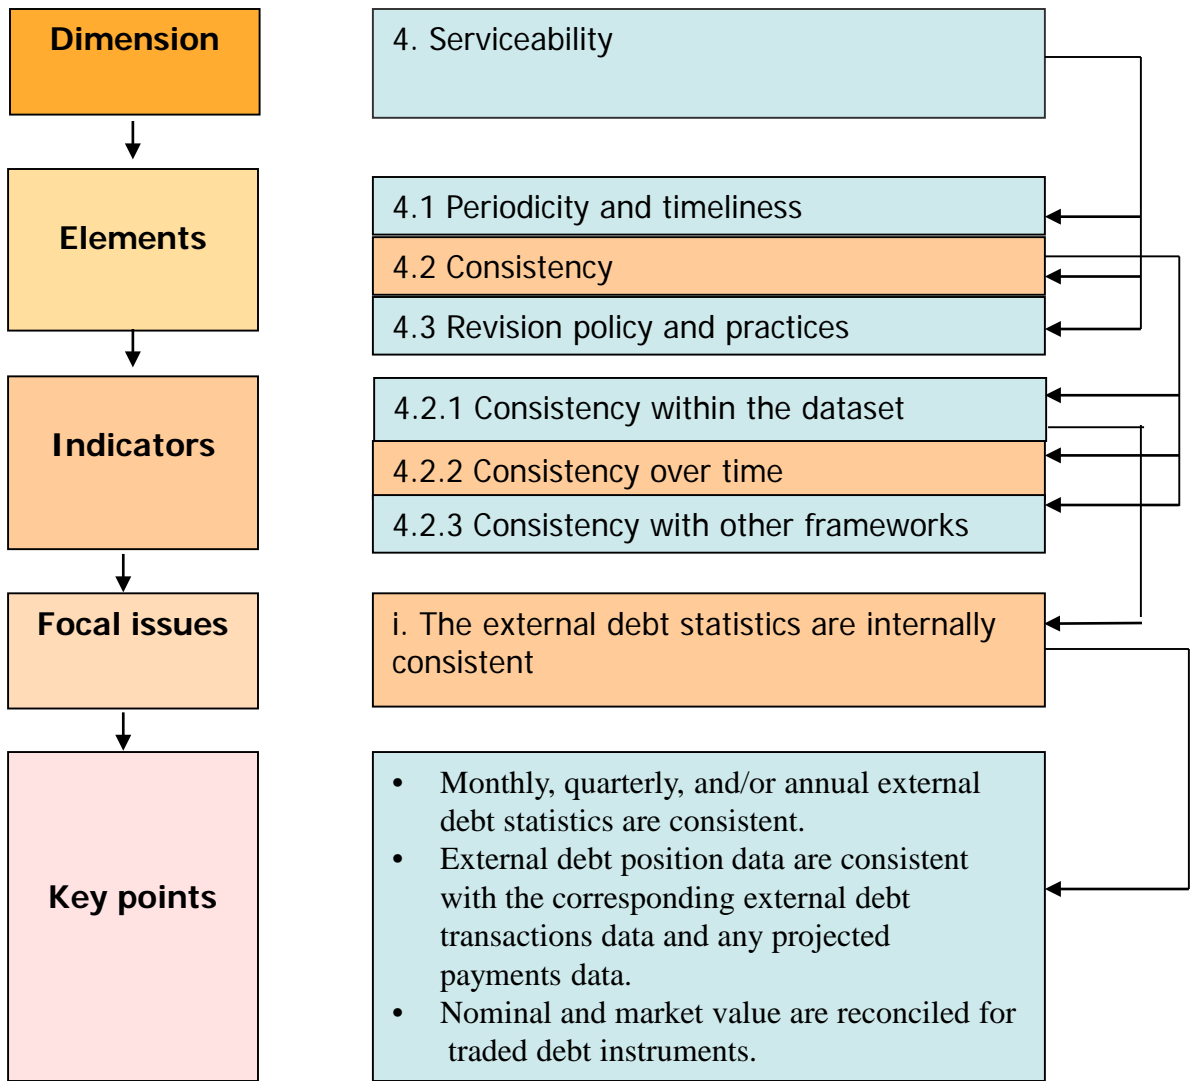 Dimension
4. Serviceability
Elements
4.1 Periodicity and timeliness
4.2 Consistency
4.3 Revision policy and practices
Indicators
4.2.1 Consistency within the dataset
4.2.2 Consistency over time
4.2.3 Consistency with other frameworks
Focal issues
i. The external debt statistics are internally
consistent
Key points
• Monthly, quarterly, and/or annual external
debt statistics are consistent.
• External debt position data are consistent
with the corresponding external debt
transactions data and any projected
payments data.
• Nominal and market value are reconciled for
traded debt instruments.